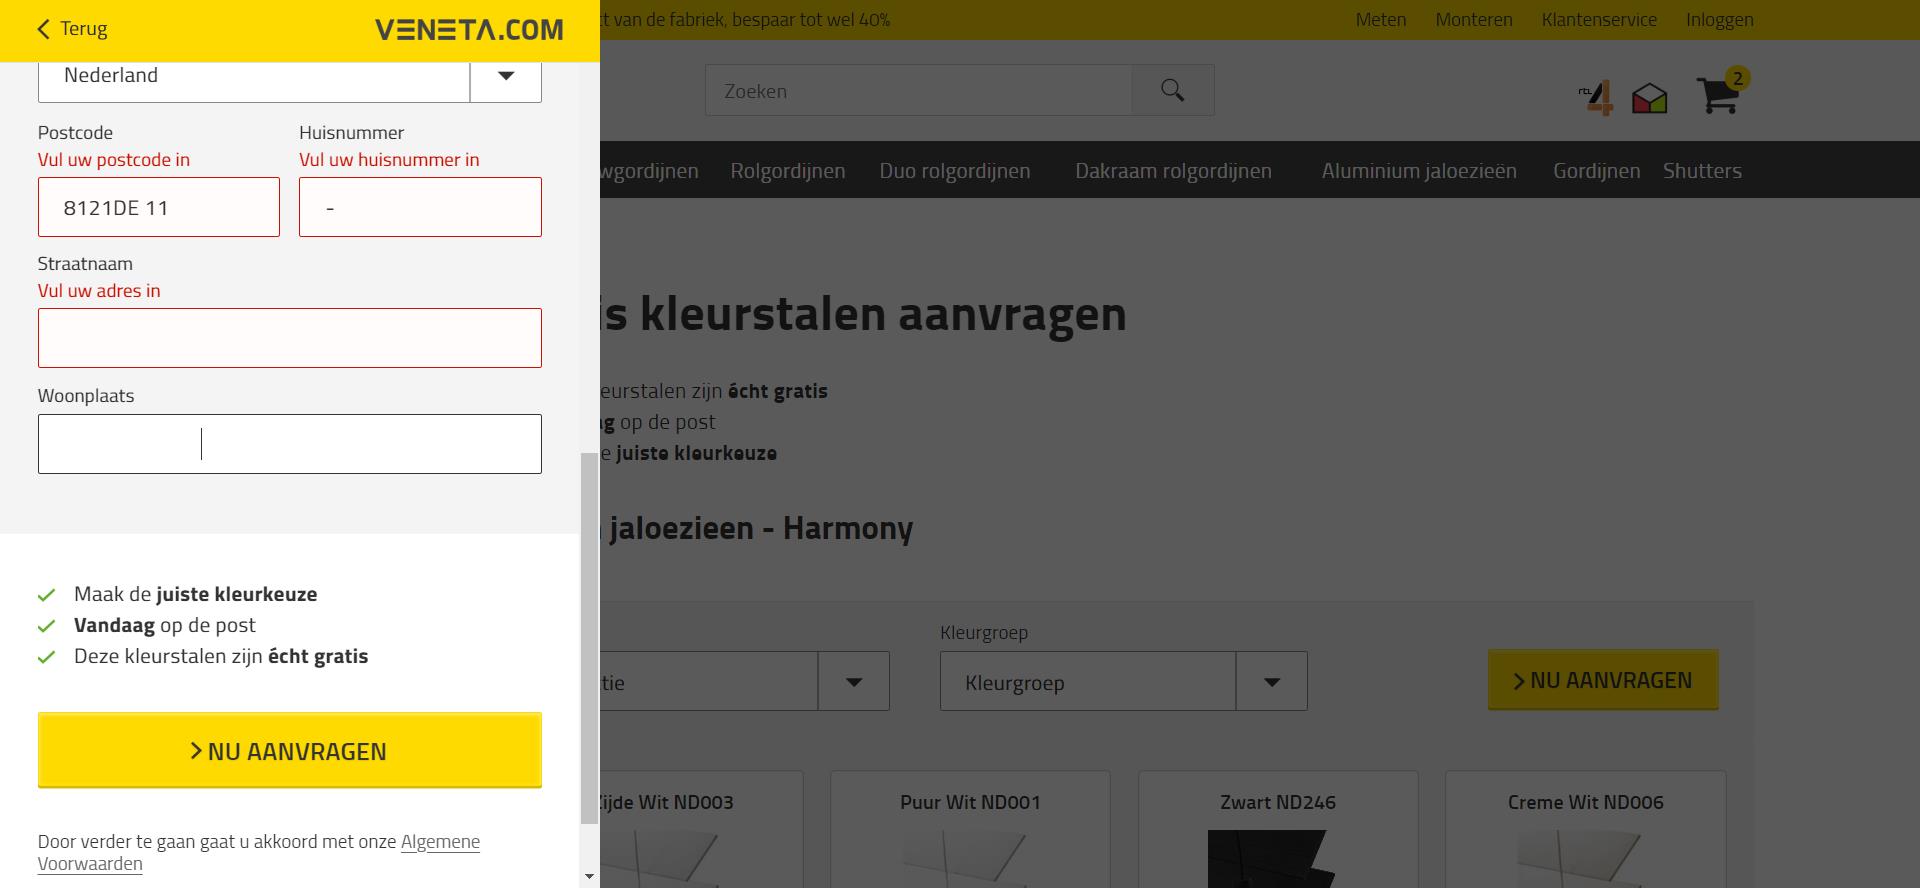 Terug
VENETA.COM
ct van de fabriek, bespaar tot wel 40%
Meten
Monteren
Klantenservice
Inloggen
Nederland
Zoeken
rtl 4
2
Postcode
Huisnummer
Vul uw postcode in
Vul uw huisnummer in
8121DE 11
-
wgordijnen
Rolgordijnen
Duo rolgordijnen
Dakraam rolgordijnen
Aluminium jaloezieën
Gordijnen
Shutters
Straatnaam
Vul uw adres in
is kleurstalen aanvragen
Woonplaats
eurstalen zijn écht gratis
ag op de post
e juiste kleurkeuze
jaloezieen - Harmony
Maak de juiste kleurkeuze
Vandaag op de post
Deze kleurstalen zijn écht gratis
Kleurgroep
tie
Kleurgroep
NU AANVRAGEN
NU AANVRAGEN
Zijde Wit ND003
Puur Wit ND001
Zwart ND246
Creme Wit ND006
Door verder te gaan gaat u akkoord met onze Algemene
Voorwaarden